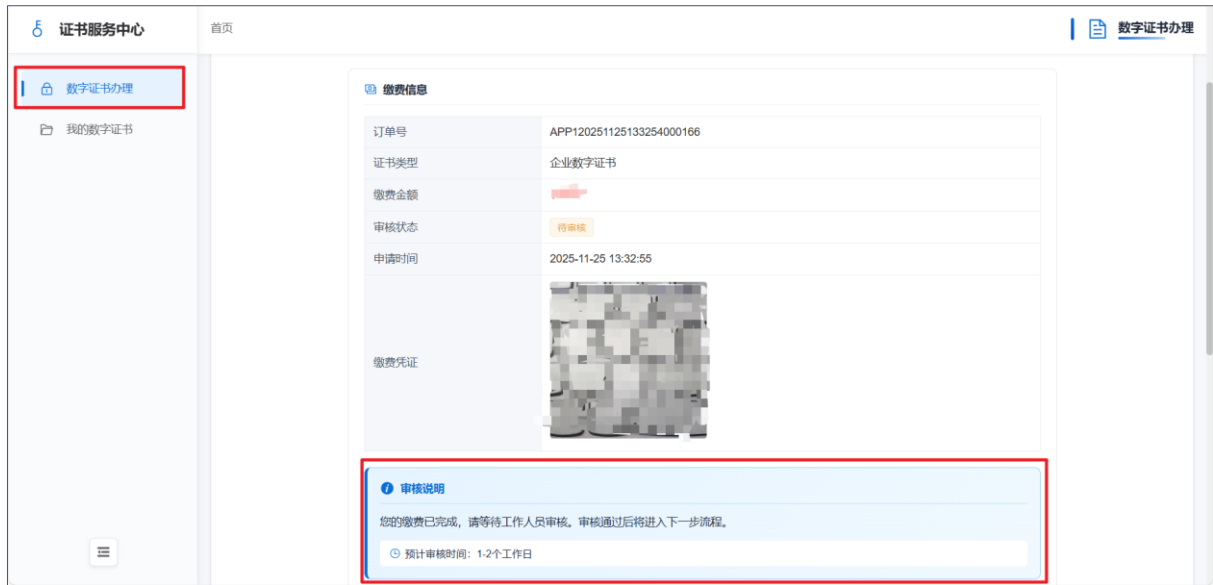 证书服务中心
首页
数字证书办理
数字证书办理
我的数字证书
缴费信息
订单号 APP120251125133254000166
证书类型 企业数字证书
缴费金额
审核状态 待审核
申请时间 2025-11-25 13:32:55
缴费凭证
审核说明
您的缴费已完成，请等待工作人员审核。审核通过后将进入下一步流程。
预计审核时间：1-2个工作日